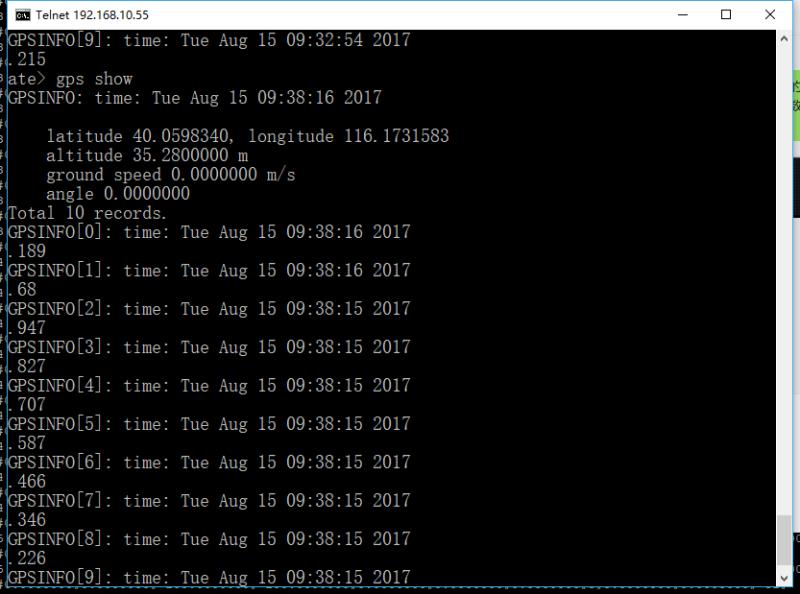 Telnet 192.168.10.55
GPSINFO[9]: time: Tue Aug 15 09:32:54 2017
.215
ate> gps show
GPSINFO: time: Tue Aug 15 09:38:16 2017
latitude 40.0598340, longitude 116.1731583
altitude 35.2800000 m
ground speed 0.0000000 m/s
angle 0.0000000
Total 10 records.
GPSINFO[0]: time: Tue Aug 15 09:38:16 2017
.189
GPSINFO[1]: time: Tue Aug 15 09:38:16 2017
.68
GPSINFO[2]: time: Tue Aug 15 09:38:15 2017
.947
GPSINFO[3]: time: Tue Aug 15 09:38:15 2017
.827
GPSINFO[4]: time: Tue Aug 15 09:38:15 2017
.707
GPSINFO[5]: time: Tue Aug 15 09:38:15 2017
.587
GPSINFO[6]: time: Tue Aug 15 09:38:15 2017
.466
GPSINFO[7]: time: Tue Aug 15 09:38:15 2017
.346
GPSINFO[8]: time: Tue Aug 15 09:38:15 2017
.226
GPSINFO[9]: time: Tue Aug 15 09:38:15 2017